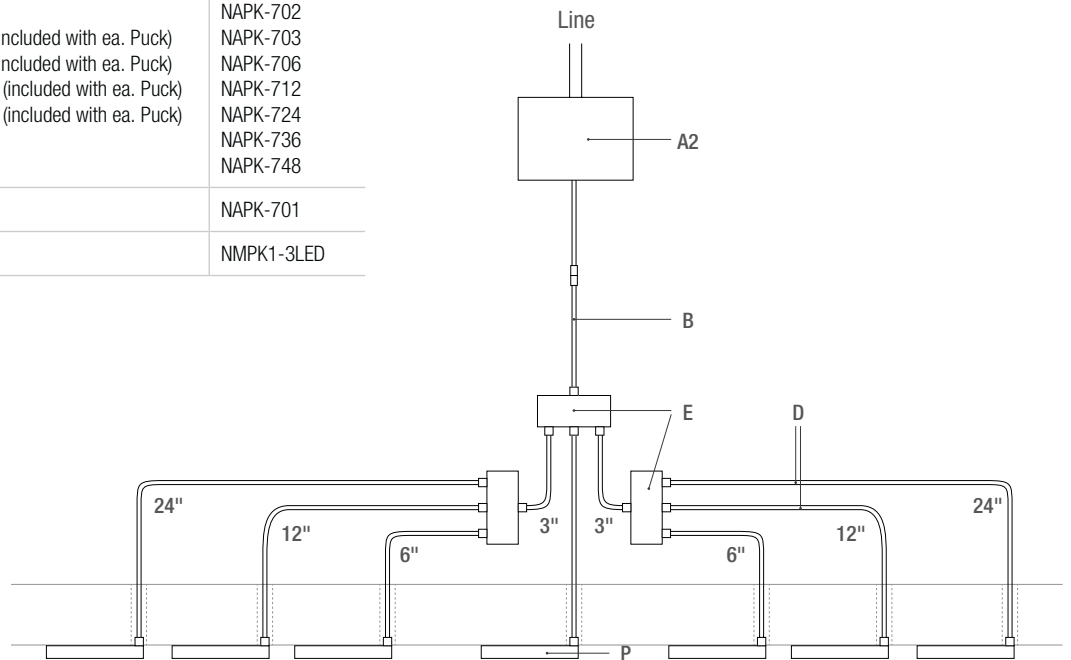 NAPK-702
included with ea. Puck) NAPK-703
included with ea. Puck) NAPK-706
(included with ea. Puck) NAPK-712
(included with ea. Puck) NAPK-724
NAPK-736
NAPK-748
NAPK-701
NMPK1-3LED
Line
A2
B
E
D
24"
12"
6"
3"
3"
6"
12"
24"
P